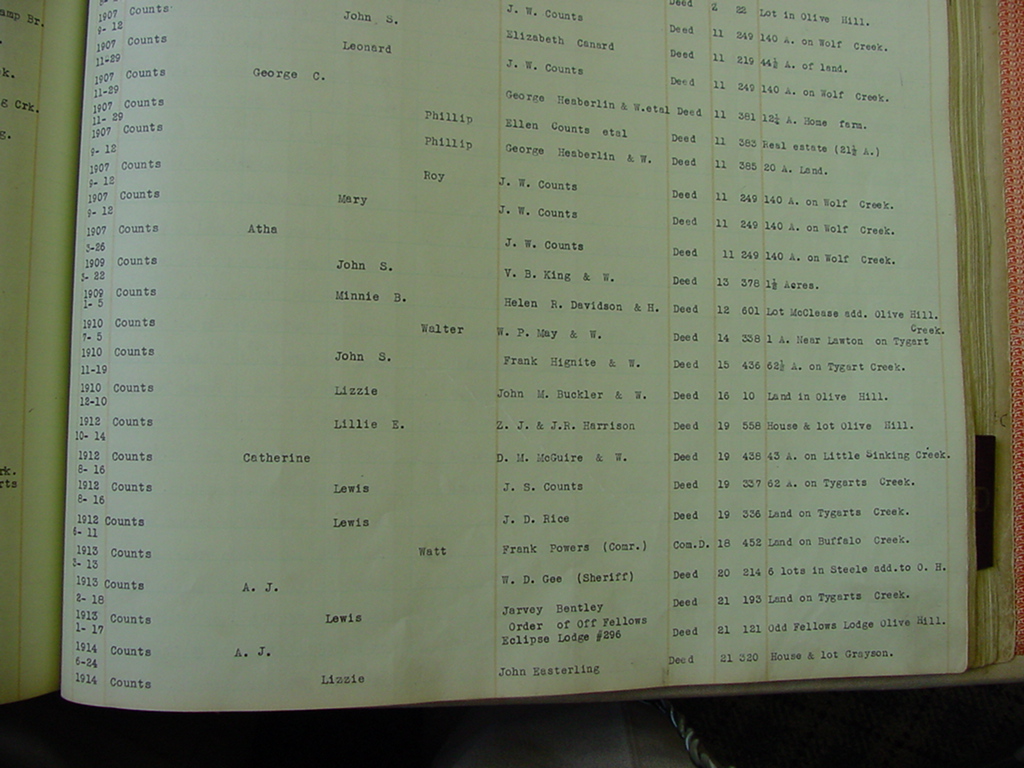 amp Br.
k.
g Crk.
g.
rk.
rts
1907 Counts John S. J. W. Counts Deed 2 22 Lot in Olive Hill.
9- 12
1907 Counts Leonard Elizabeth Canard Deed 11 249 140 A. on Wolf Creek.
11-29
1907 Counts George C. J. W. Counts Deed 11 219 44½ A. of land.
11-29
Deed 11 249 140 A. on Wolf Creek.
1907 Counts Phillip George Heaberlin & W.etal Deed 11 381 12½ A. Home farm.
11- 29
1907 Counts Phillip Ellen Counts etal Deed 11 383 Real estate (21½ A.)
9- 12
George Heaberlin & W. Deed 11 385 20 A. Land.
1907 Counts Roy J. W. Counts Deed 11 249 140 A. on Wolf Creek.
9- 12
1907 Counts Mary J. W. Counts Deed 11 249 140 A. on Wolf Creek.
9- 12
1907 Counts Atha J. W. Counts Deed 11 249 140 A. on Wolf Creek.
3-26
1909 Counts John S. V. B. King & W. Deed 13 378 1½ Acres.
3- 22
1909 Counts Minnie B. Helen R. Davidson & H. Deed 12 601 Lot McClease add. Olive Hill.
1- 5
Creek.
1910 Counts Walter W. P. May & W. Deed 14 338 1 A. Near Lawton on Tygart
7- 5
1910 Counts John S. Frank Hignite & W. Deed 15 436 62½ A. on Tygart Creek.
11-19
1910 Counts Lizzie John M. Buckler & W. Deed 16 10 Land in Olive Hill.
12-10
1912 Counts Lillie E. Z. J. & J.R. Harrison Deed 19 558 House & lot Olive Hill.
10- 14
1912 Counts Catherine D. M. McGuire & W. Deed 19 438 43 A. on Little Sinking Creek.
8- 16
1912 Counts Lewis J. S. Counts Deed 19 337 62 A. on Tygarts Creek.
8- 16
1912 Counts Lewis J. D. Rice Deed 19 336 Land on Tygarts Creek.
6- 11
1913 Counts Watt Frank Powers (Comr.) Com.D. 18 452 Land on Buffalo Creek.
3- 13
1913 Counts A. J. W. D. Gee (Sheriff) Deed 20 214 6 lots in Steele add.to O. H.
2- 18
1913 Counts Lewis Jarvey Bentley Deed 21 193 Land on Tygarts Creek.
1- 17
Order of Off Fellows
1914 Counts A. J. Eclipse Lodge #296 Deed 21 121 Odd Fellows Lodge Olive Hill.
6-24
1914 Counts Lizzie John Easterling Deed 21 320 House & lot Grayson.